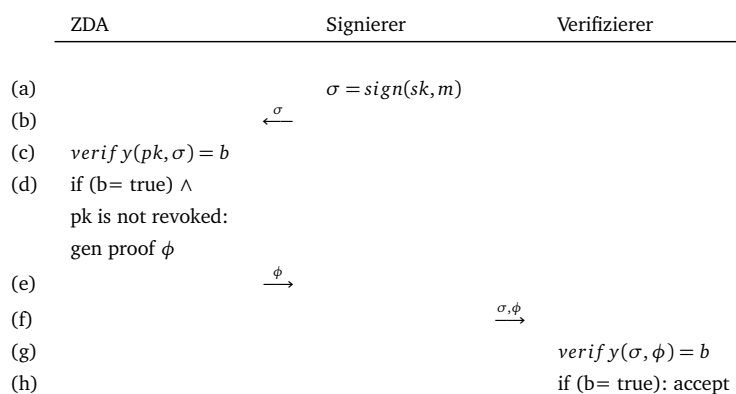 ZDA Signierer Verifizierer
(a) σ = sign(sk, m)
(b) ←σ
(c) verify(pk, σ) = b
(d) if (b= true) ∧
pk is not revoked:
gen proof ϕ
(e) ϕ→
(f) σ,ϕ→
(g) verify(σ, ϕ) = b
(h) if (b= true): accept